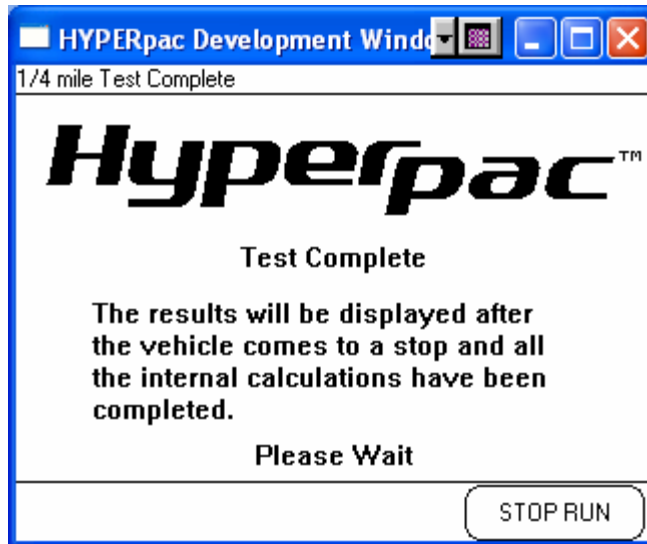 HYPERpac Development Windo
1/4 mile Test Complete
Hyperpac™
Test Complete
The results will be displayed after
the vehicle comes to a stop and all
the internal calculations have been
completed.
Please Wait
STOP RUN